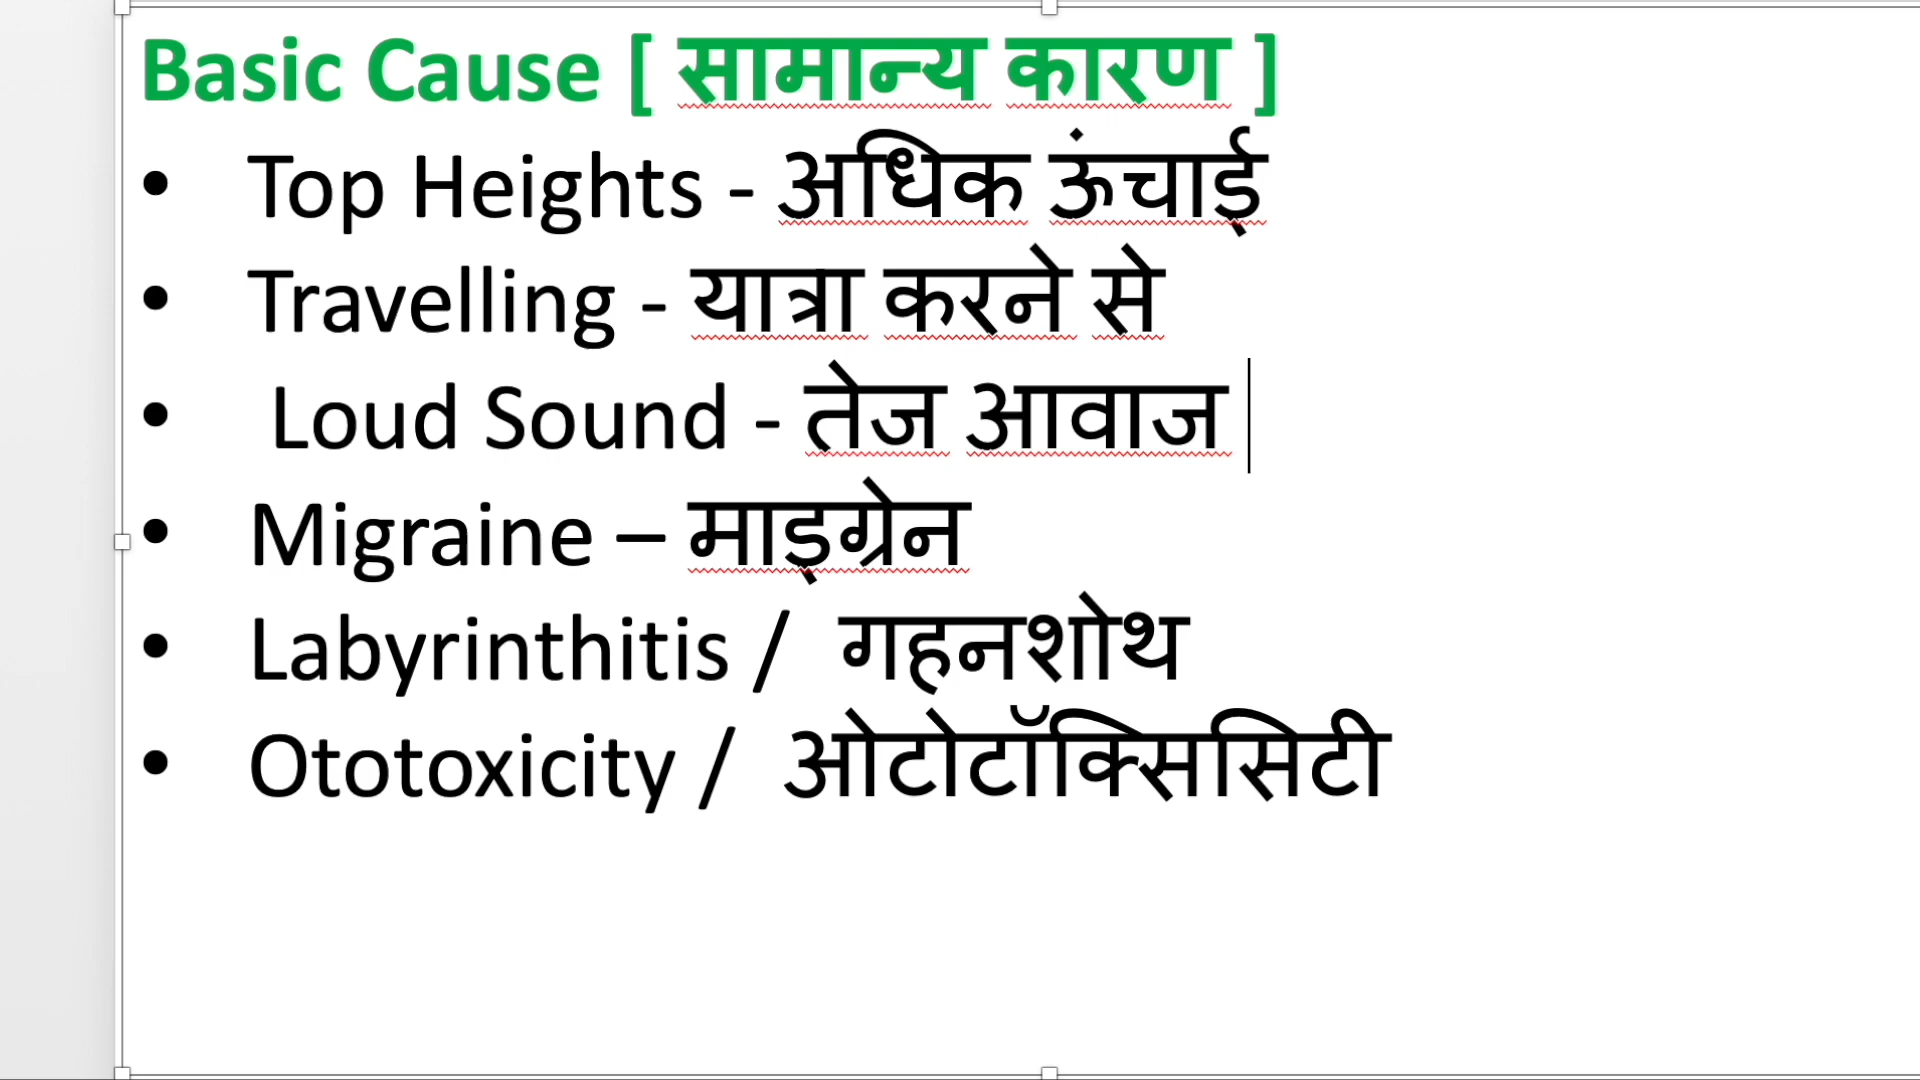 Basic Cause [ सामान्य कारण ]
• Top Heights - अधिक ऊंचाई
• Travelling - यात्रा करने से
• Loud Sound - तेज आवाज
• Migraine – माइग्रेन
• Labyrinthitis / गहनशोथ
• Ototoxicity / ओटोटॉक्सिसिटी